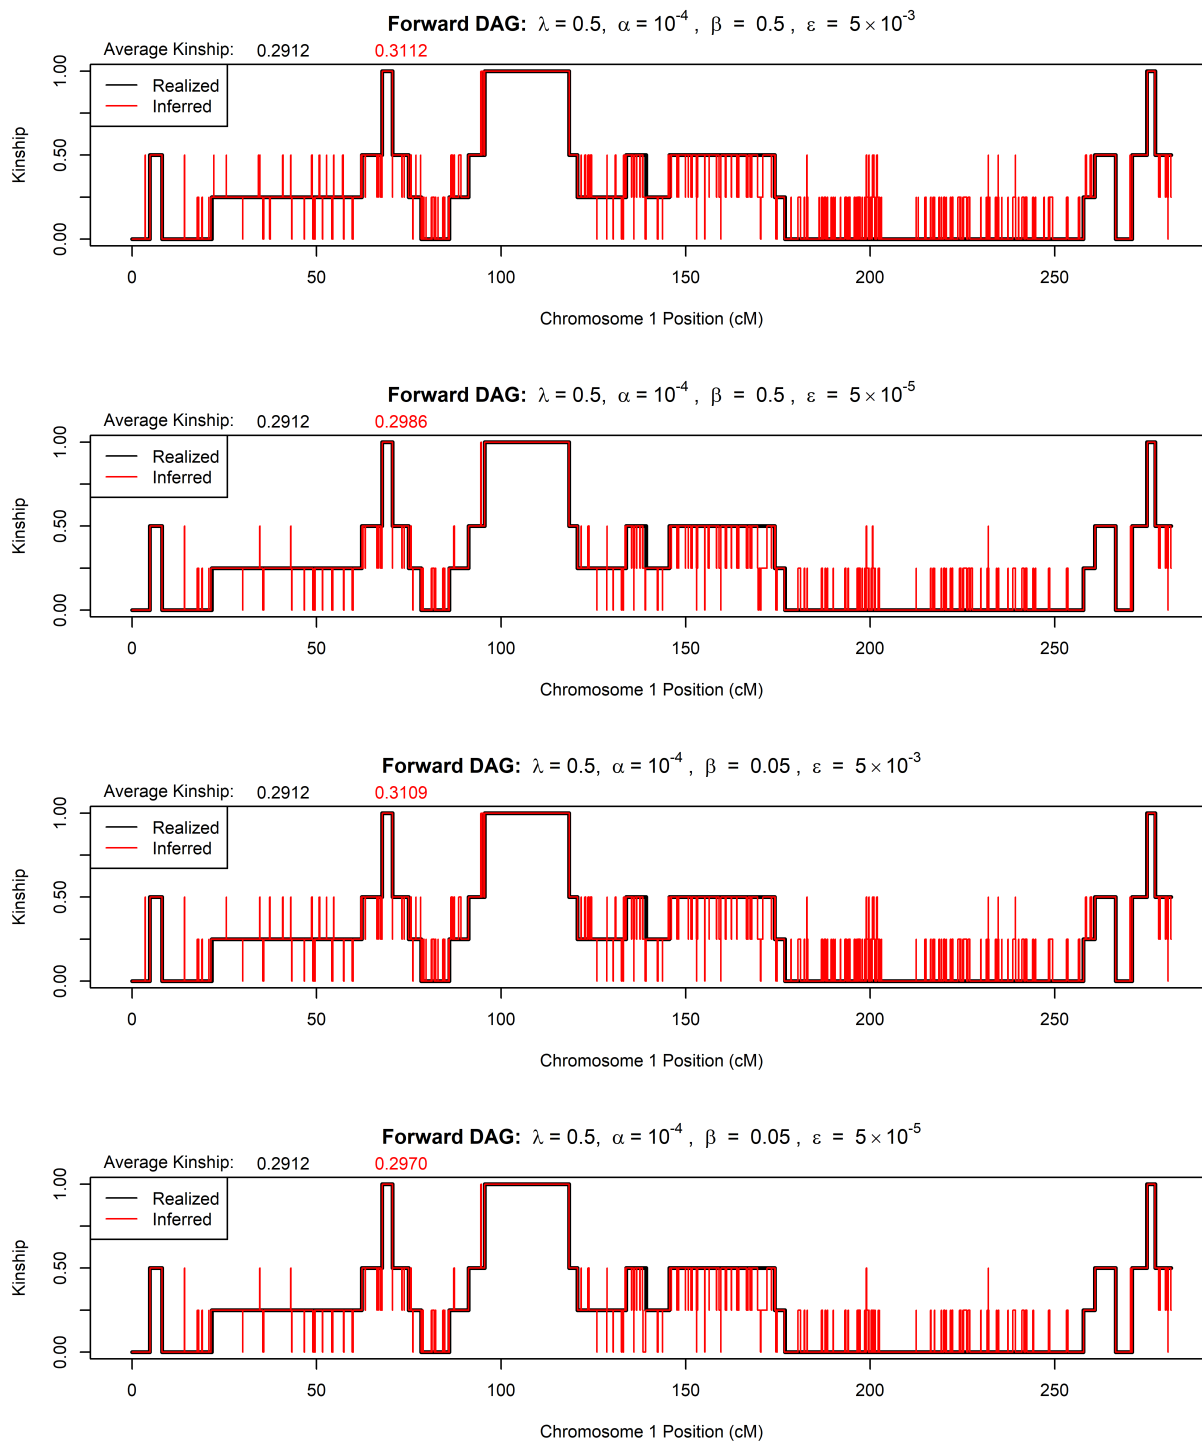 Forward DAG: λ = 0.5, α = 10^-4 , β = 0.5 , ε = 5 × 10^-3
Average Kinship: 0.2912 0.3112
Realized
Inferred
Kinship
1.00
0.50
0.00
0 50 100 150 200 250
Chromosome 1 Position (cM)
Forward DAG: λ = 0.5, α = 10^-4 , β = 0.5 , ε = 5 × 10^-5
Average Kinship: 0.2912 0.2986
Realized
Inferred
Kinship
1.00
0.50
0.00
0 50 100 150 200 250
Chromosome 1 Position (cM)
Forward DAG: λ = 0.5, α = 10^-4 , β = 0.05 , ε = 5 × 10^-3
Average Kinship: 0.2912 0.3109
Realized
Inferred
Kinship
1.00
0.50
0.00
0 50 100 150 200 250
Chromosome 1 Position (cM)
Forward DAG: λ = 0.5, α = 10^-4 , β = 0.05 , ε = 5 × 10^-5
Average Kinship: 0.2912 0.2970
Realized
Inferred
Kinship
1.00
0.50
0.00
0 50 100 150 200 250
Chromosome 1 Position (cM)